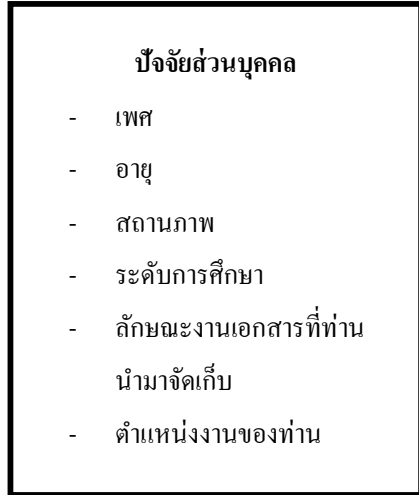 ปัจจัยส่วนบุคคล
- เพศ
- อายุ
- สถานภาพ
- ระดับการศึกษา
- ลักษณะงานเอกสารที่ท่าน
นำมาจัดเก็บ
- ตำแหน่งงานของท่าน